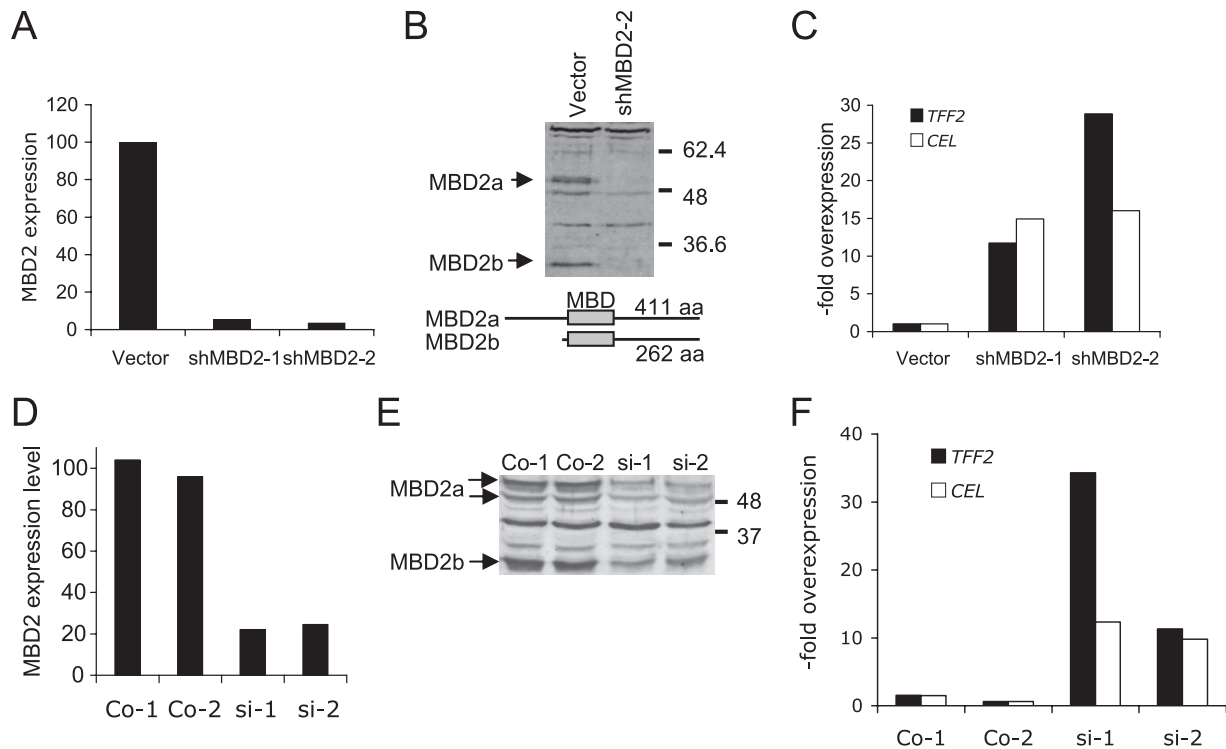 A
MBD2 expression
120
100
80
60
40
20
0
Vector
shMBD2-1
shMBD2-2
B
Vector
shMBD2-2
MBD2a
MBD2b
62.4
48
36.6
MBD
MBD2a
411 aa
MBD2b
262 aa
C
-fold overexpression
30
25
20
15
10
5
0
TFF2
CEL
Vector
shMBD2-1
shMBD2-2
D
MBD2 expression level
100
80
60
40
20
0
Co-1
Co-2
si-1
si-2
E
Co-1 Co-2 si-1 si-2
MBD2a
MBD2b
48
37
F
-fold overexpression
40
30
20
10
0
TFF2
CEL
Co-1
Co-2
si-1
si-2